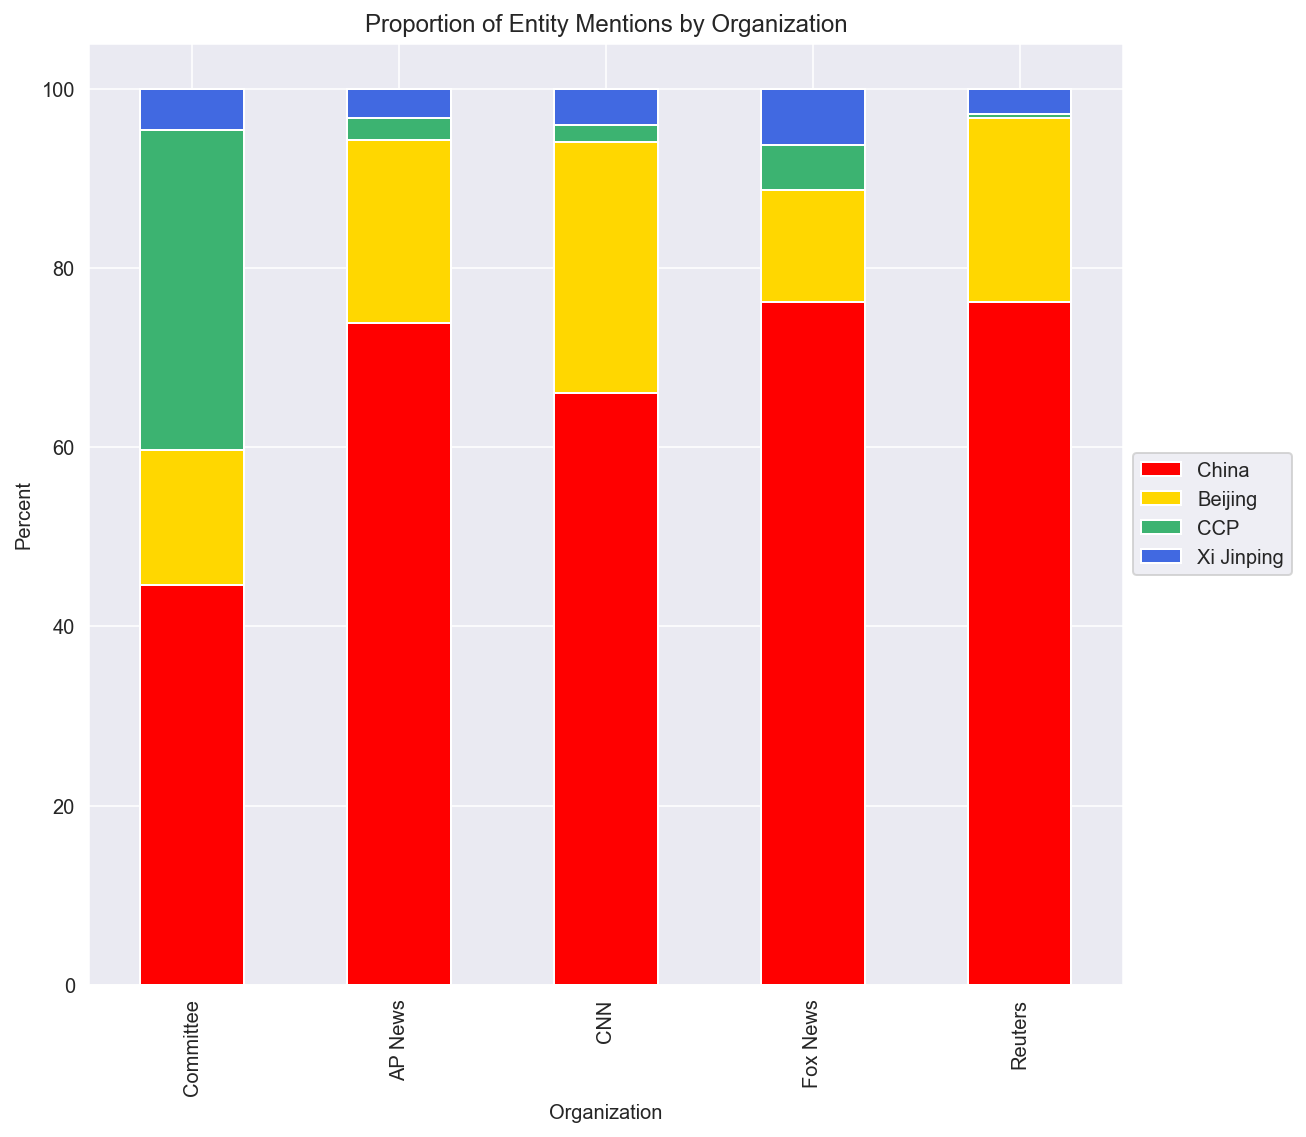 Proportion of Entity Mentions by Organization
Percent
100
80
60
40
20
0
Committee
AP News
CNN
Fox News
Reuters
Organization
China
Beijing
CCP
Xi Jinping